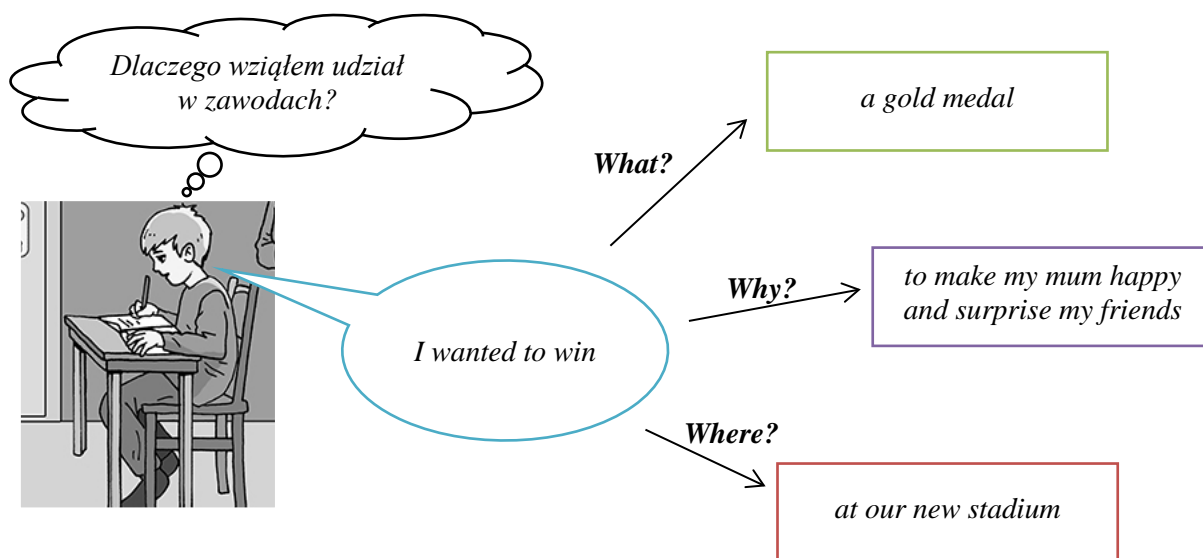 Dlaczego wziąłem udział
w zawodach?
a gold medal
What?
to make my mum happy
and surprise my friends
Why?
I wanted to win
Where?
at our new stadium